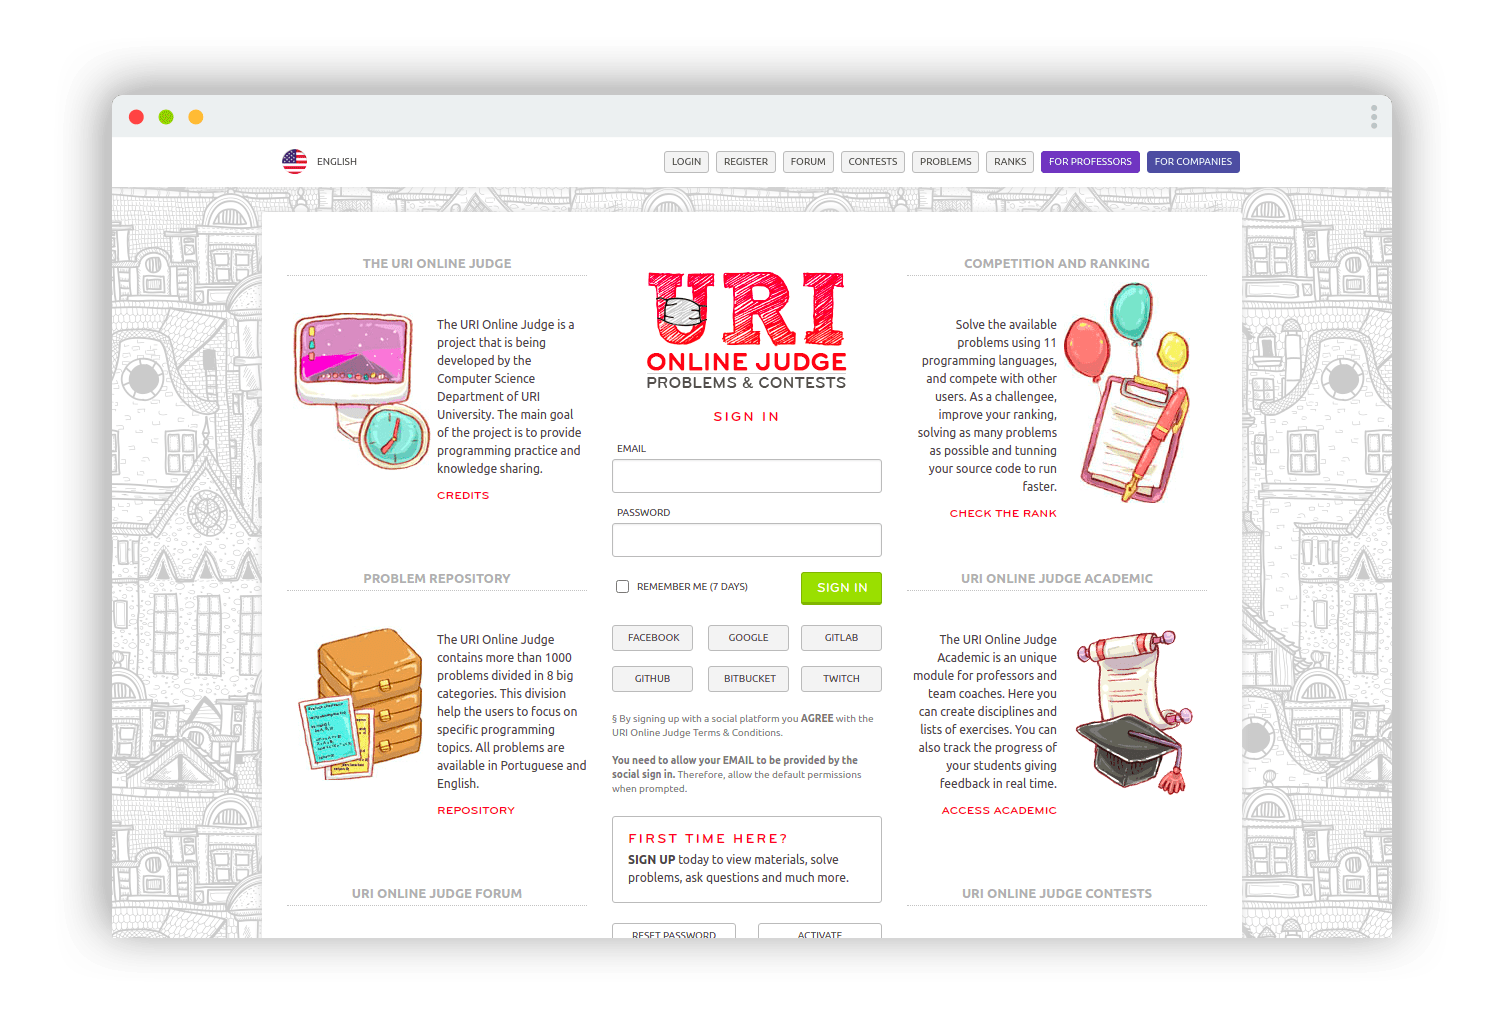 ENGLISH
LOGIN
REGISTER
FORUM
CONTESTS
PROBLEMS
RANKS
FOR PROFESSORS
FOR COMPANIES
THE URI ONLINE JUDGE
The URI Online Judge is a
project that is being
developed by the
Computer Science
Department of URI
University. The main goal
of the project is to provide
programming practice and
knowledge sharing.
CREDITS
PROBLEM REPOSITORY
The URI Online Judge
contains more than 1000
problems divided in 8 big
categories. This division
help the users to focus on
specific programming
topics. All problems are
available in Portuguese and
English.
REPOSITORY
URI ONLINE JUDGE FORUM
URI
ONLINE JUDGE
PROBLEMS & CONTESTS
SIGN IN
EMAIL
PASSWORD
REMEMBER ME (7 DAYS)
SIGN IN
FACEBOOK
GOOGLE
GITLAB
GITHUB
BITBUCKET
TWITCH
§ By signing up with a social platform you AGREE with the
URI Online Judge Terms & Conditions.
You need to allow your EMAIL to be provided by the
social sign in. Therefore, allow the default permissions
when prompted.
FIRST TIME HERE?
SIGN UP today to view materials, solve
problems, ask questions and much more.
RESET PASSWORD
ACTIVATE
COMPETITION AND RANKING
Solve the available
problems using 11
programming languages,
and compete with other
users. As a challengee,
improve your ranking,
solving as many problems
as possible and tunning
your source code to run
faster.
CHECK THE RANK
URI ONLINE JUDGE ACADEMIC
The URI Online Judge
Academic is an unique
module for professors and
team coaches. Here you
can create disciplines and
lists of exercises. You can
also track the progress of
your students giving
feedback in real time.
ACCESS ACADEMIC
URI ONLINE JUDGE CONTESTS